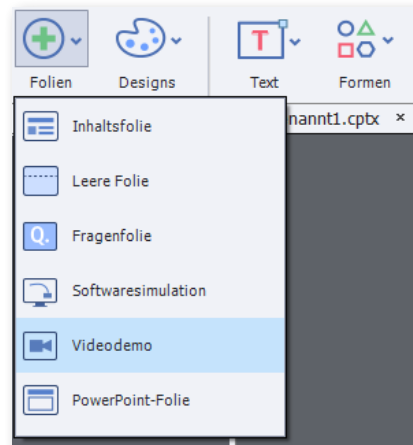 Folien
Designs
Text
Formen
nannt1.cptx ×
Inhaltsfolie
Leere Folie
Q. Fragenfolie
Softwaresimulation
Videodemo
PowerPoint-Folie